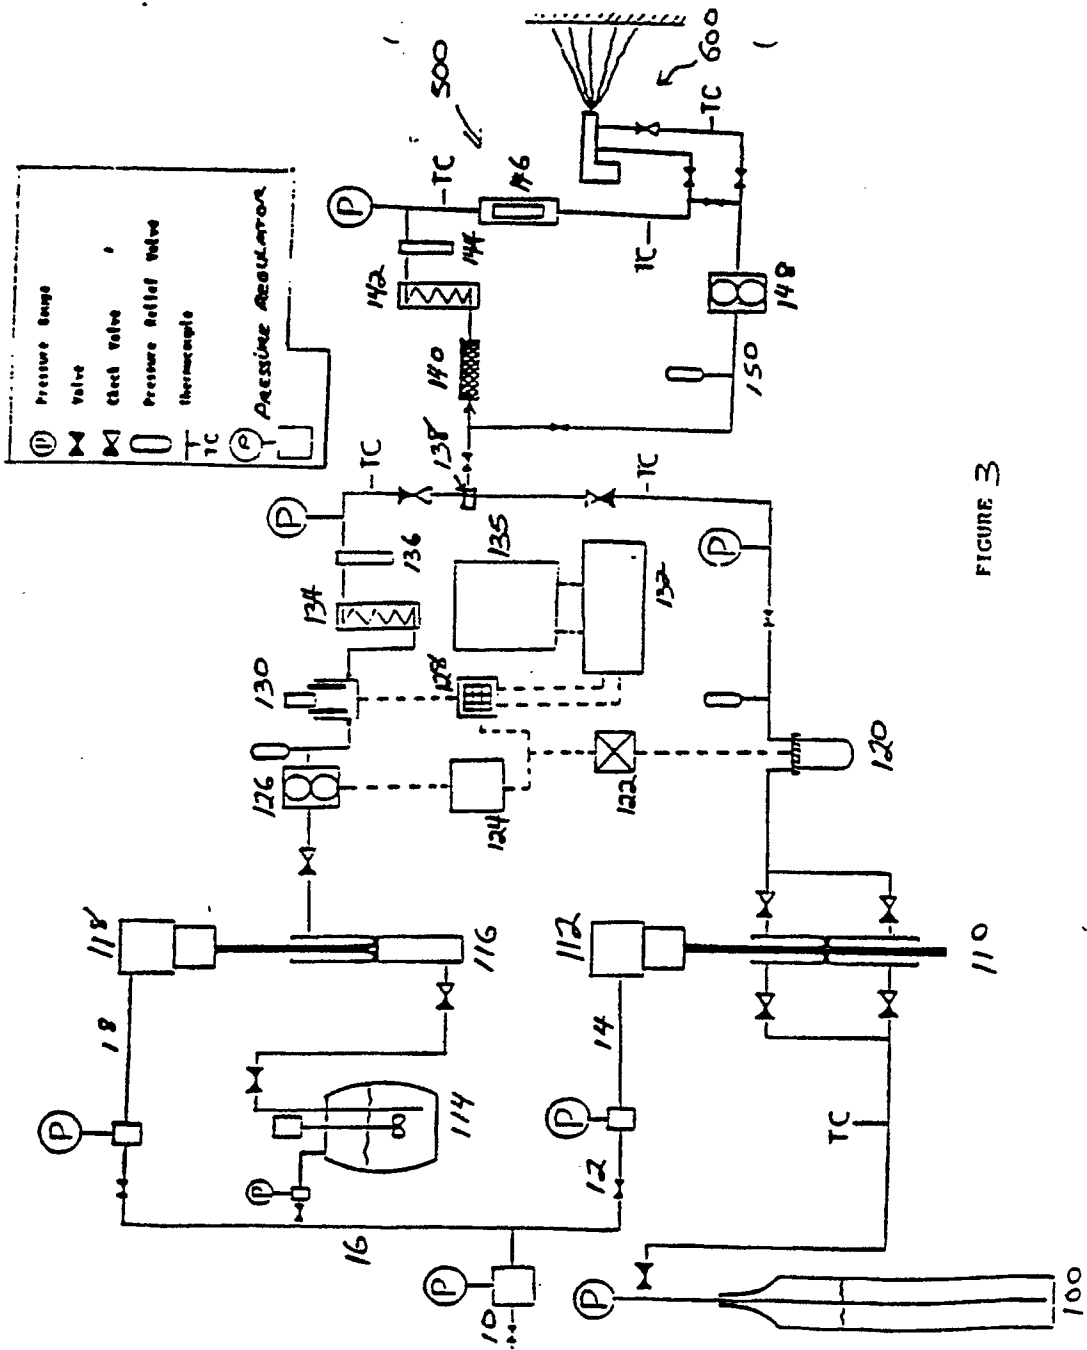 P Pressure Gauge
Valve
Check Valve
Pressure Relief Valve
TC Thermocouple
P PRESSURE REGULATOR
500
600
P
TC
146
144
142
TC
TC
148
150
140
138
P
TC
136
134
135
132
TC
P
130
128
126
124
122
120
118
116
112
110
18
14
P
P
114
P
12
TC
16
P
10
P
100
FIGURE 3